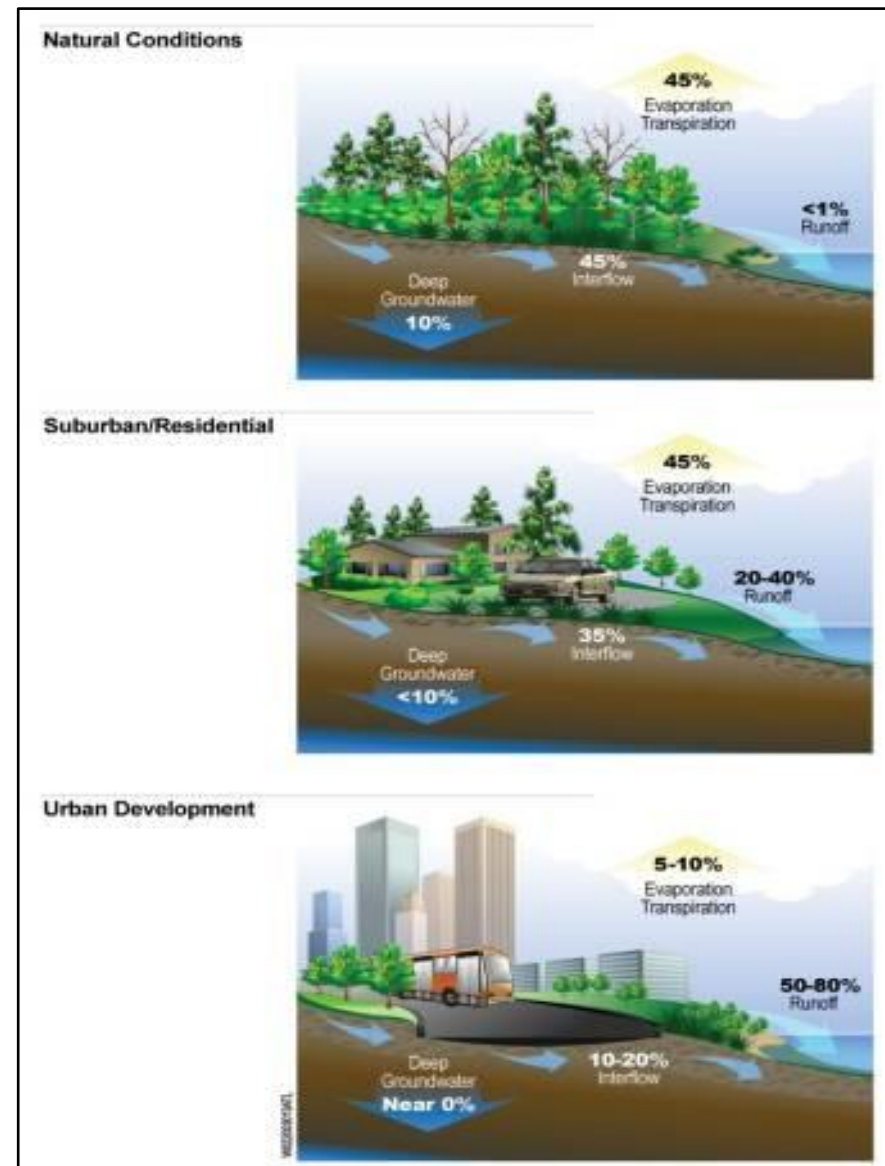 Natural Conditions
45%
Evaporation
Transpiration
<1%
Runoff
45%
Interflow
Deep
Groundwater
10%
Suburban/Residential
45%
Evaporation
Transpiration
20-40%
Runoff
35%
Interflow
Deep
Groundwater
<10%
Urban Development
5-10%
Evaporation
Transpiration
50-80%
Runoff
10-20%
Interflow
Deep
Groundwater
Near 0%